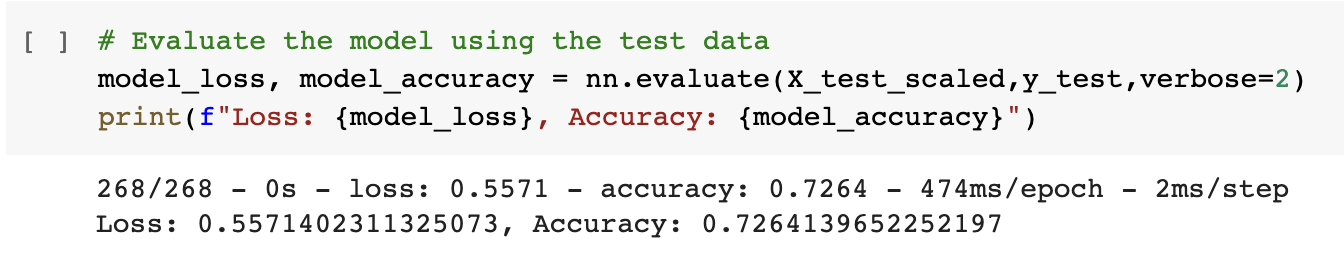 [ ] # Evaluate the model using the test data
model_loss, model_accuracy = nn.evaluate(X_test_scaled,y_test,verbose=2)
print(f"Loss: {model_loss}, Accuracy: {model_accuracy}")
268/268 - 0s - loss: 0.5571 - accuracy: 0.7264 - 474ms/epoch - 2ms/step
Loss: 0.5571402311325073, Accuracy: 0.7264139652252197